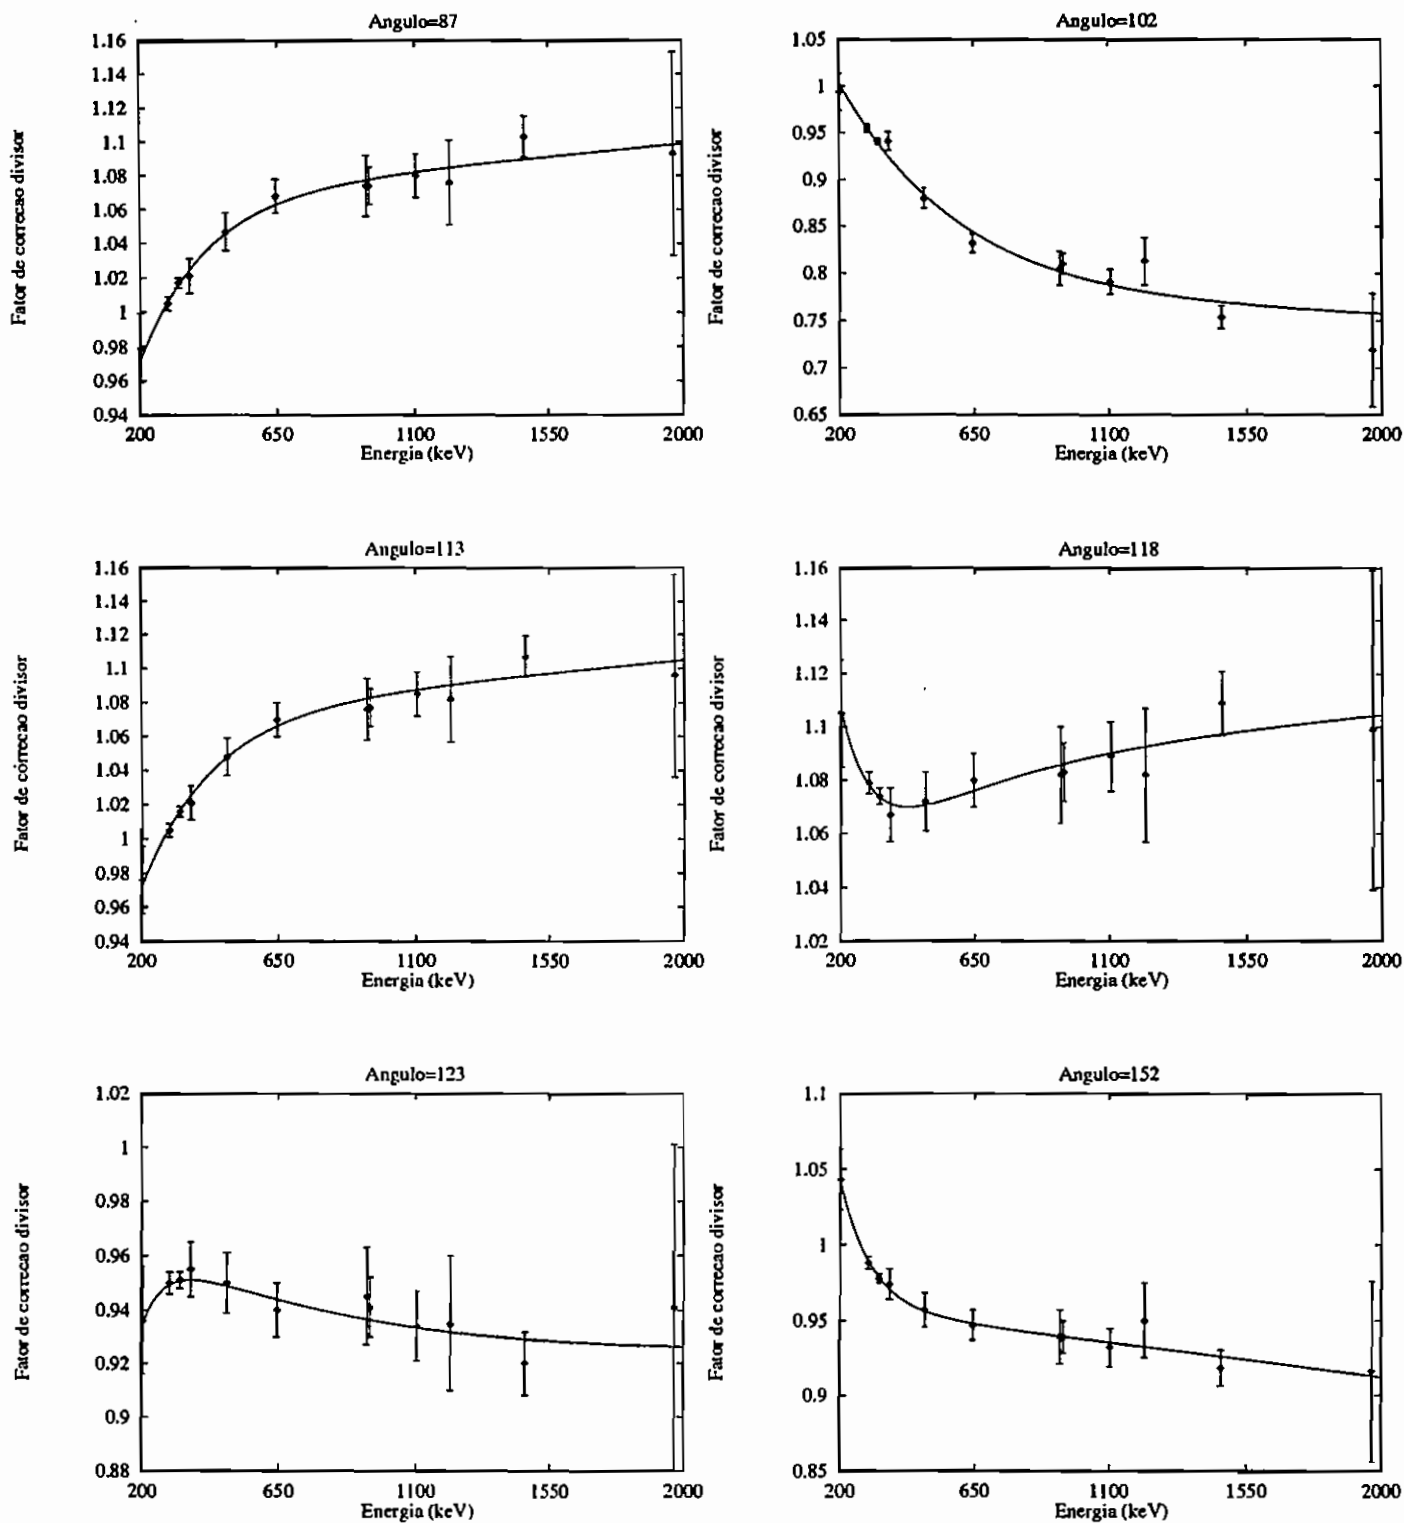 Angulo=87
Fator de correcao divisor
1.16
1.14
1.12
1.1
1.08
1.06
1.04
1.02
1
0.98
0.96
0.94
200 650 1100 1550 2000
Energia (keV)
Angulo=102
Fator de correcao divisor
1.05
1
0.95
0.9
0.85
0.8
0.75
0.7
0.65
200 650 1100 1550 2000
Energia (keV)
Angulo=113
Fator de correcao divisor
1.16
1.14
1.12
1.1
1.08
1.06
1.04
1.02
1
0.98
0.96
0.94
200 650 1100 1550 2000
Energia (keV)
Angulo=118
Fator de correcao divisor
1.16
1.14
1.12
1.1
1.08
1.06
1.04
1.02
200 650 1100 1550 2000
Energia (keV)
Angulo=123
Fator de correcao divisor
1.02
1
0.98
0.96
0.94
0.92
0.9
0.88
200 650 1100 1550 2000
Energia (keV)
Angulo=152
Fator de correcao divisor
1.1
1.05
1
0.95
0.9
0.85
200 650 1100 1550 2000
Energia (keV)